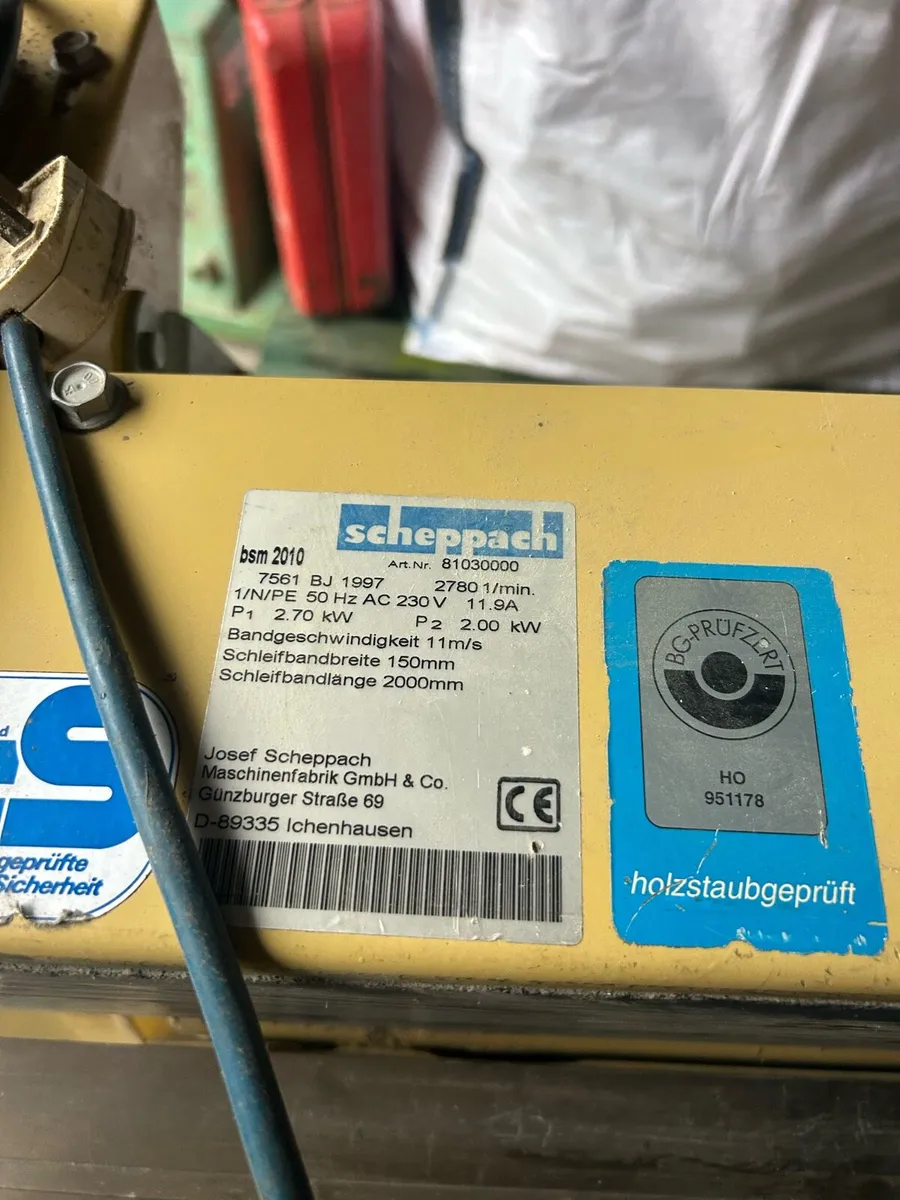 scheppach
bsm 2010
Art.Nr. 81030000
7561 BJ 1997 2780 1/min.
1/N/PE 50 Hz AC 230 V 11.9A
P1 2.70 kW P2 2.00 kW
Bandgeschwindigkeit 11m/s
Schleifbandbreite 150mm
Schleifbandlänge 2000mm
Josef Scheppach
Maschinenfabrik GmbH & Co.
Günzburger Straße 69
D-89335 Ichenhausen
CE
S
geprüfte
Sicherheit
BG-PRÜFZERT
HO
951178
holzstaubgeprüft